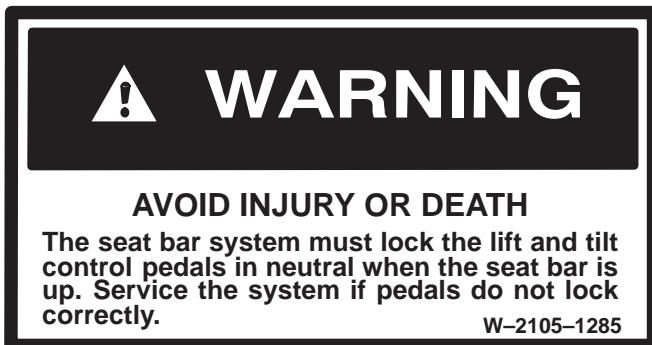 WARNING
AVOID INJURY OR DEATH
The seat bar system must lock the lift and tilt
control pedals in neutral when the seat bar is
up. Service the system if pedals do not lock
correctly.
W–2105–1285